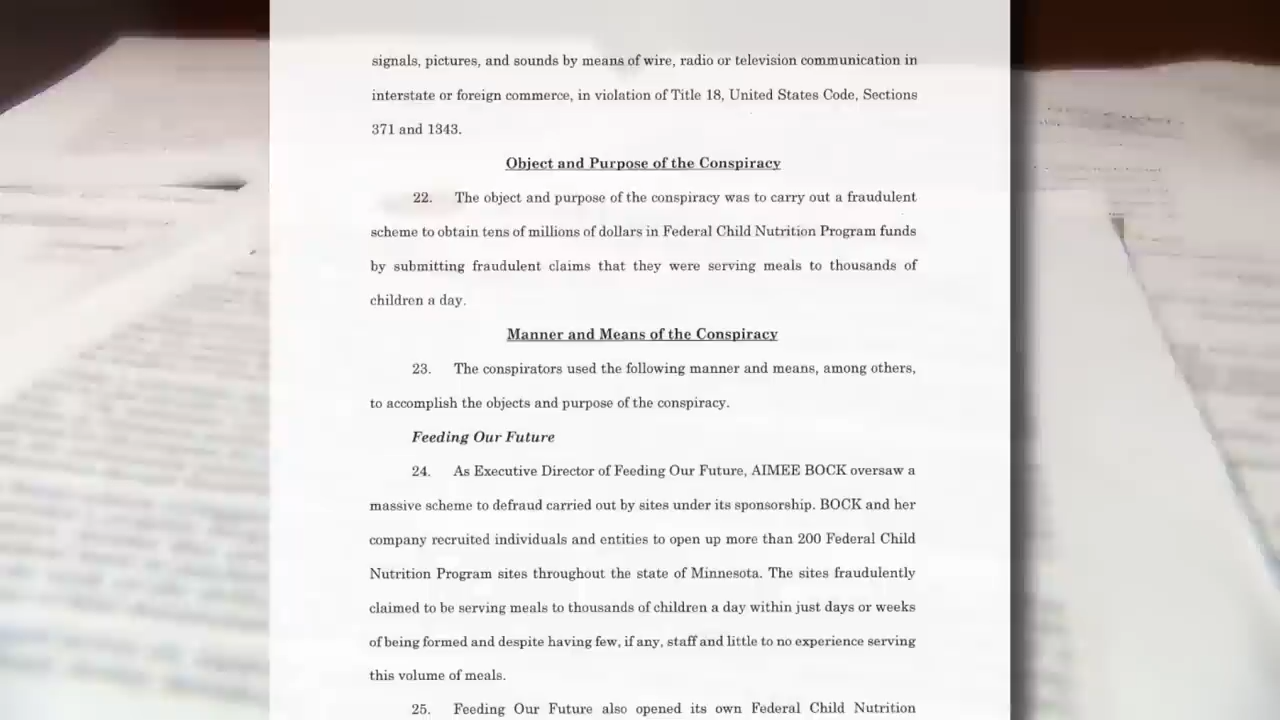 signals, pictures, and sounds by means of wire, radio or television communication in
interstate or foreign commerce, in violation of Title 18, United States Code, Sections
371 and 1343.
Object and Purpose of the Conspiracy
22. The object and purpose of the conspiracy was to carry out a fraudulent
scheme to obtain tens of millions of dollars in Federal Child Nutrition Program funds
by submitting fraudulent claims that they were serving meals to thousands of
children a day.
Manner and Means of the Conspiracy
23. The conspirators used the following manner and means, among others,
to accomplish the objects and purpose of the conspiracy.
Feeding Our Future
24. As Executive Director of Feeding Our Future, AIMEE BOCK oversaw a
massive scheme to defraud carried out by sites under its sponsorship. BOCK and her
company recruited individuals and entities to open up more than 200 Federal Child
Nutrition Program sites throughout the state of Minnesota. The sites fraudulently
claimed to be serving meals to thousands of children a day within just days or weeks
of being formed and despite having few, if any, staff and little to no experience serving
this volume of meals.
25. Feeding Our Future also opened its own Federal Child Nutrition